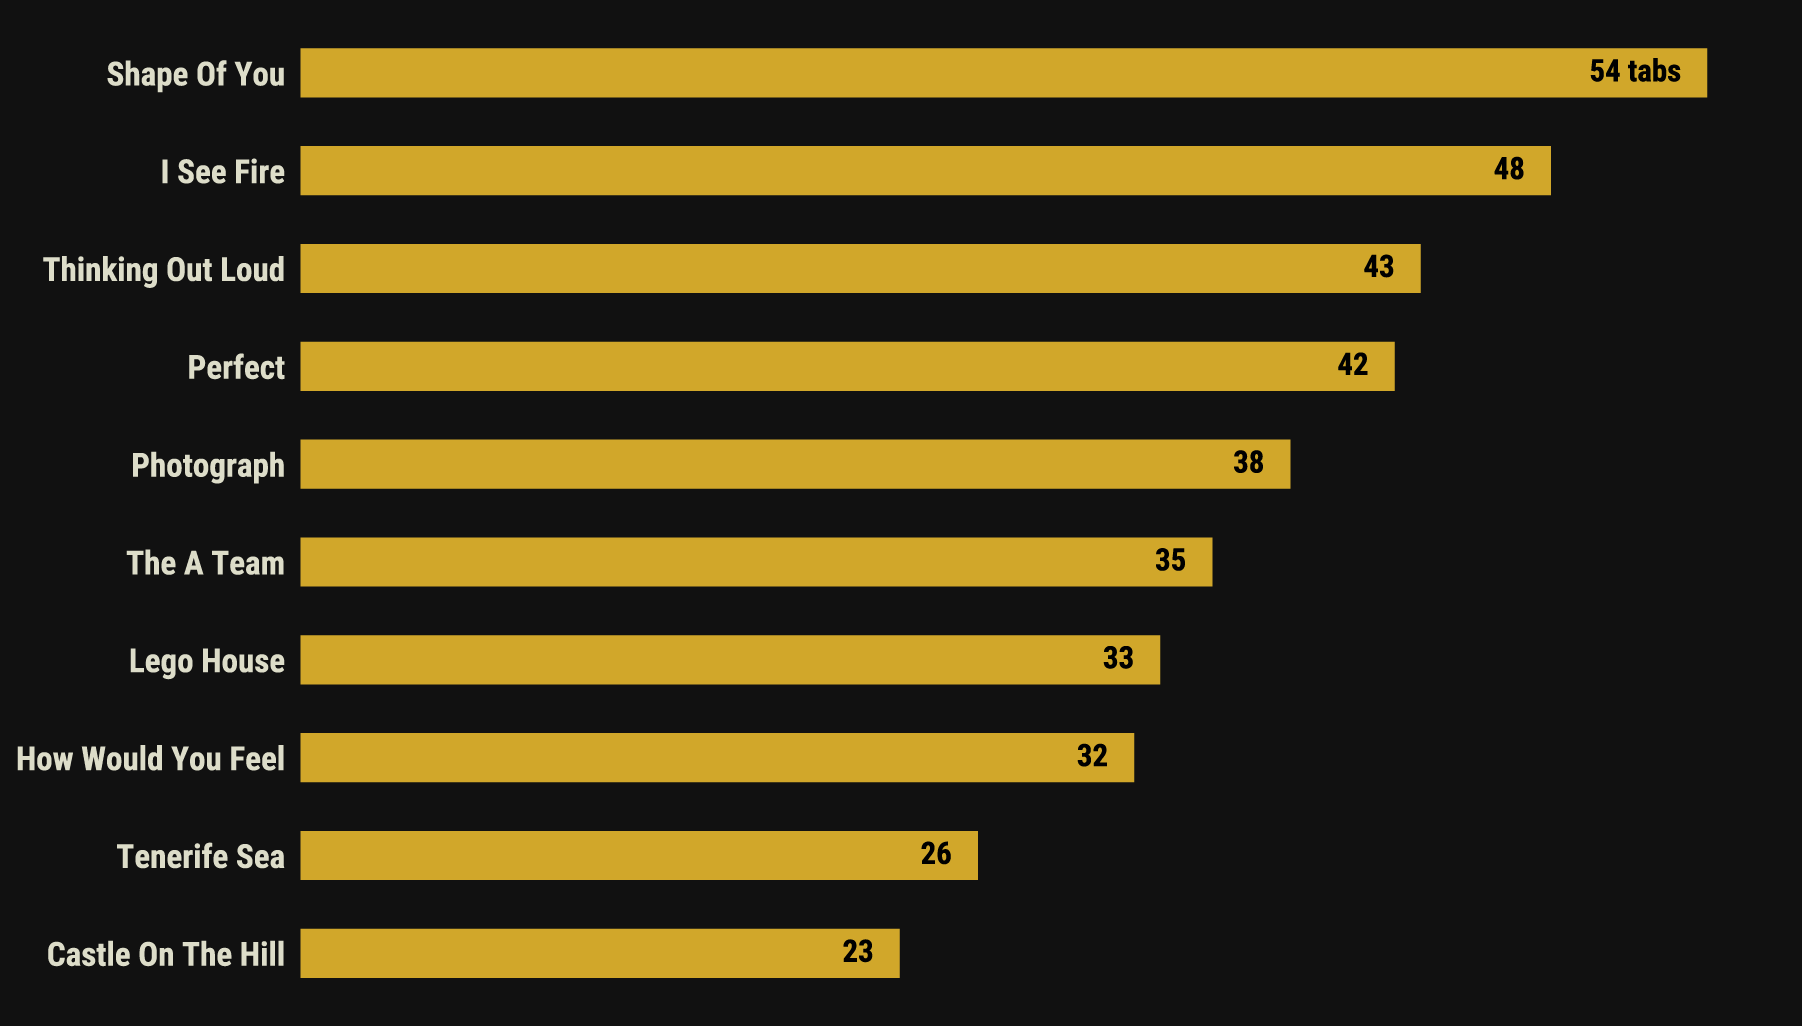 Shape Of You 54 tabs
I See Fire 48
Thinking Out Loud 43
Perfect 42
Photograph 38
The A Team 35
Lego House 33
How Would You Feel 32
Tenerife Sea 26
Castle On The Hill 23